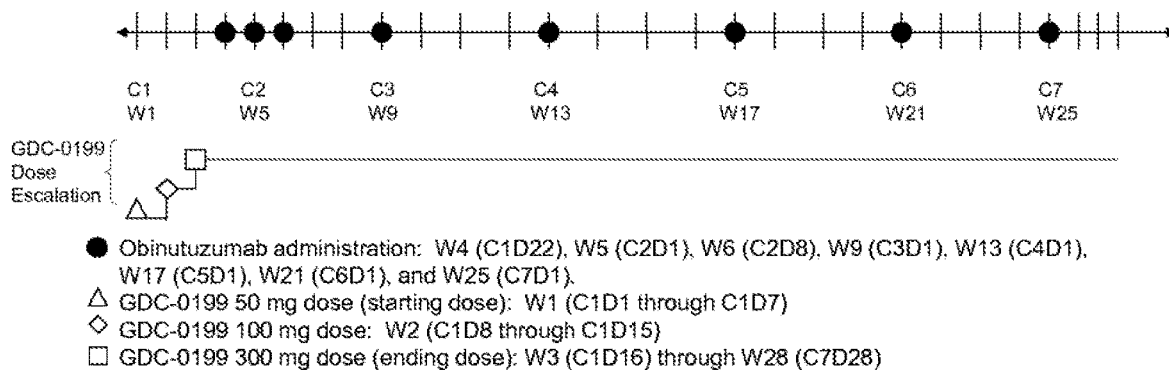 C1 C2 C3 C4 C5 C6 C7
W1 W5 W9 W13 W17 W21 W25
GDC-0199
Dose
Escalation
Obinutuzumab administration: W4 (C1D22), W5 (C2D1), W6 (C2D8), W9 (C3D1), W13 (C4D1),
W17 (C5D1), W21 (C6D1), and W25 (C7D1).
GDC-0199 50 mg dose (starting dose): W1 (C1D1 through C1D7)
GDC-0199 100 mg dose: W2 (C1D8 through C1D15)
GDC-0199 300 mg dose (ending dose): W3 (C1D16) through W28 (C7D28)